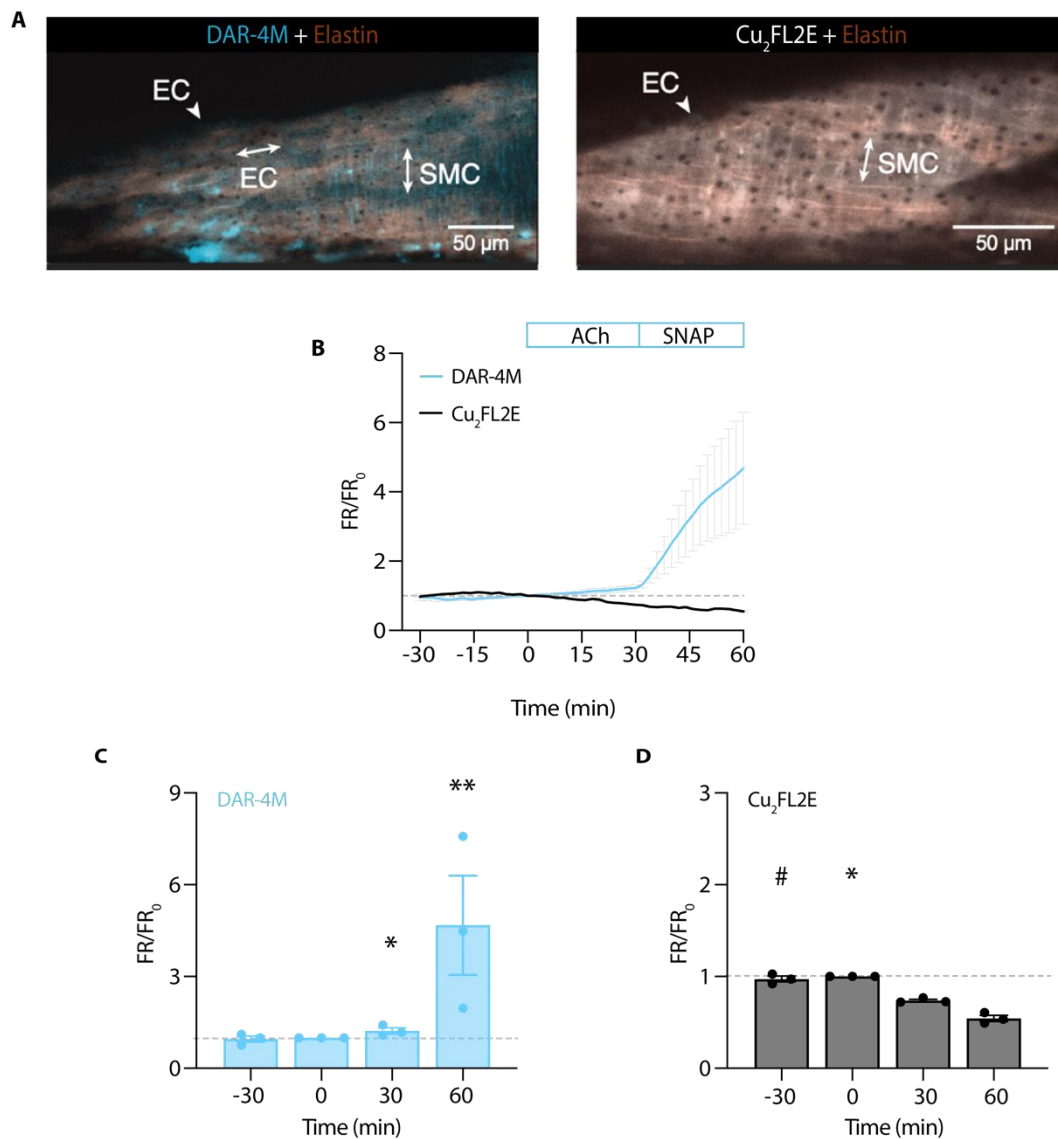 A
DAR-4M + Elastin
EC
EC
SMC
50 µm
Cu₂FL2E + Elastin
EC
SMC
50 µm
B
ACh
SNAP
DAR-4M
Cu₂FL2E
FR/FR₀
8
6
4
2
0
-30
-15
0
15
30
45
60
Time (min)
C
DAR-4M
**
*
FR/FR₀
9
6
3
0
-30
0
30
60
Time (min)
D
Cu₂FL2E
#
*
FR/FR₀
3
2
1
0
-30
0
30
60
Time (min)